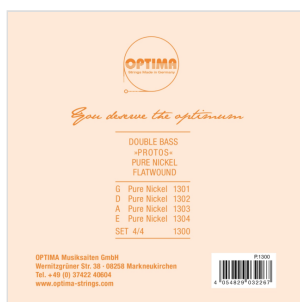 OPTIMA
Strings Made in Germany
You deserve the optimum
DOUBLE BASS
»PROTOS«
PURE NICKEL
FLATWOUND
G Pure Nickel 1301
D Pure Nickel 1302
A Pure Nickel 1303
E Pure Nickel 1304
SET 4/4 1300
OPTIMA Musiksaiten GmbH
Wernitzgrüner Str. 38 · 08258 Markneukirchen
Tel. +49 (0) 37422 40604
www.optima-strings.com
P.1300
4 054829 032267